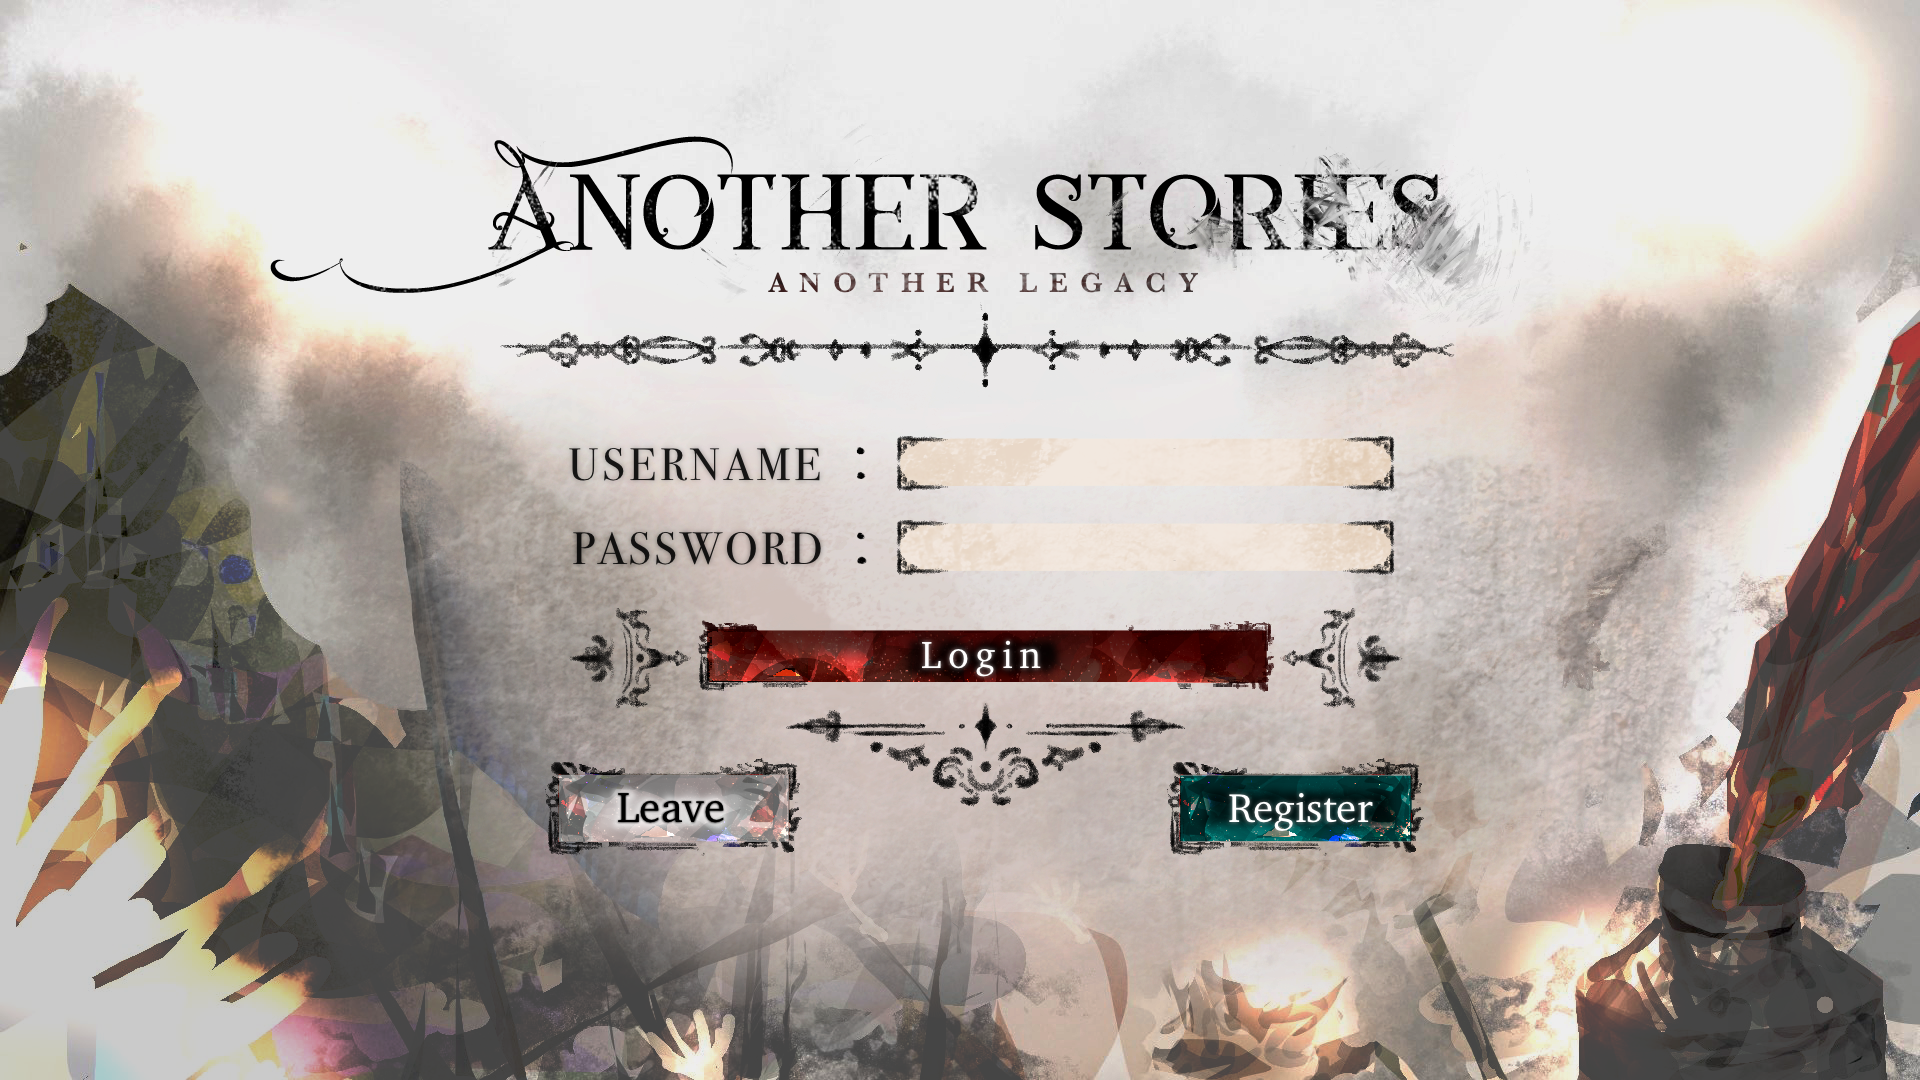 ANOTHER STORIES
ANOTHER LEGACY
USERNAME :
PASSWORD :
Login
Leave
Register